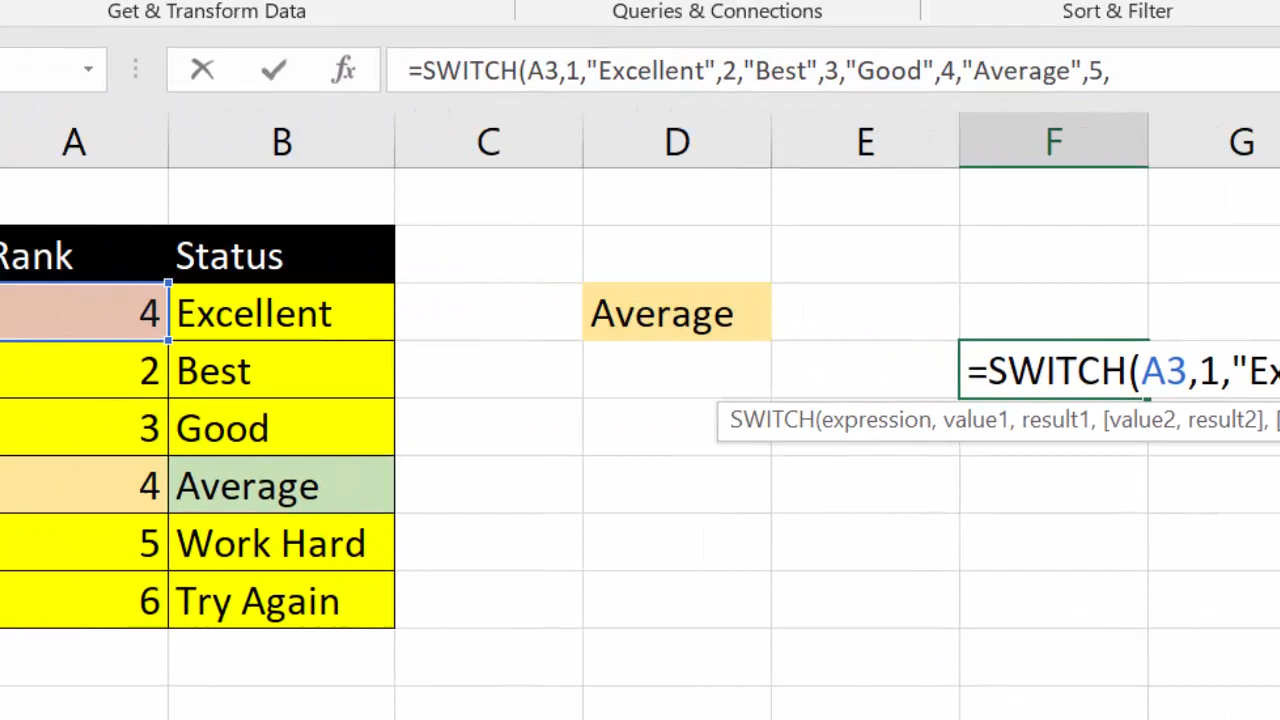 Get & Transform Data Queries & Connections Sort & Filter
fx =SWITCH(A3,1,"Excellent",2,"Best",3,"Good",4,"Average",5,
A B C D E F G
Rank Status
4 Excellent Average
2 Best =SWITCH(A3,1,"Ex
3 Good SWITCH(expression, value1, result1, [value2, result2], [
4 Average
5 Work Hard
6 Try Again